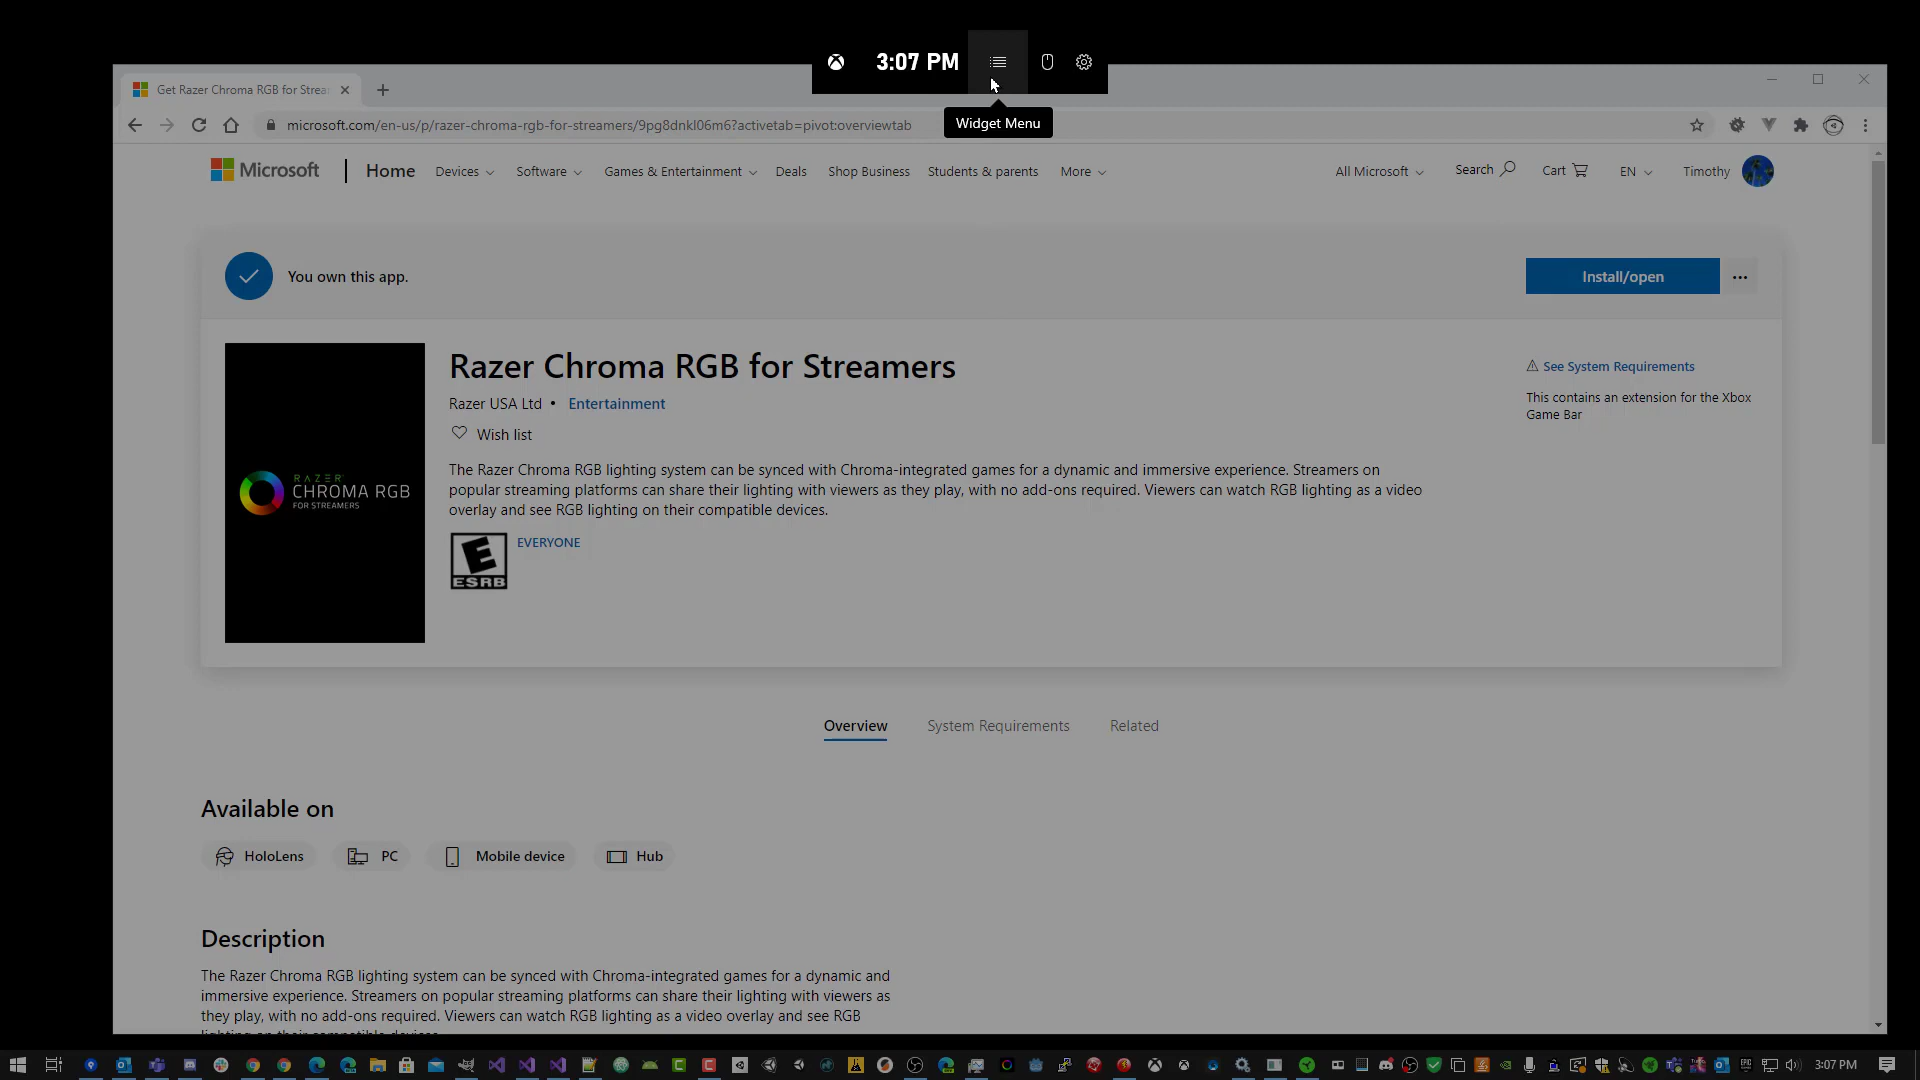 3:07 PM
Widget Menu
Get Razer Chroma RGB for Strea
microsoft.com/en-us/p/razer-chroma-rgb-for-streamers/9pg8dnkl06m6?activetab=pivot:overviewtab
Microsoft
Home
Devices
Software
Games & Entertainment
Deals
Shop Business
Students & parents
More
All Microsoft
Search
Cart
EN
Timothy
You own this app.
Install/open
RAZER
CHROMA RGB
FOR STREAMERS
Razer Chroma RGB for Streamers
Razer USA Ltd • Entertainment
Wish list
The Razer Chroma RGB lighting system can be synced with Chroma-integrated games for a dynamic and immersive experience. Streamers on
popular streaming platforms can share their lighting with viewers as they play, with no add-ons required. Viewers can watch RGB lighting as a video
overlay and see RGB lighting on their compatible devices.
E
ESRB
EVERYONE
See System Requirements
This contains an extension for the Xbox
Game Bar
Overview
System Requirements
Related
Available on
HoloLens
PC
Mobile device
Hub
Description
The Razer Chroma RGB lighting system can be synced with Chroma-integrated games for a dynamic and
immersive experience. Streamers on popular streaming platforms can share their lighting with viewers as
they play, with no add-ons required. Viewers can watch RGB lighting as a video overlay and see RGB
lighting on their compatible devices.
3:07 PM